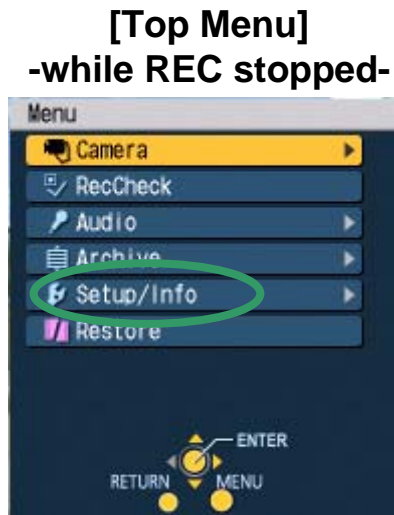 [Top Menu]
-while REC stopped-
Menu
Camera
RecCheck
Audio
Archive
Setup/Info
Restore
ENTER
RETURN
MENU